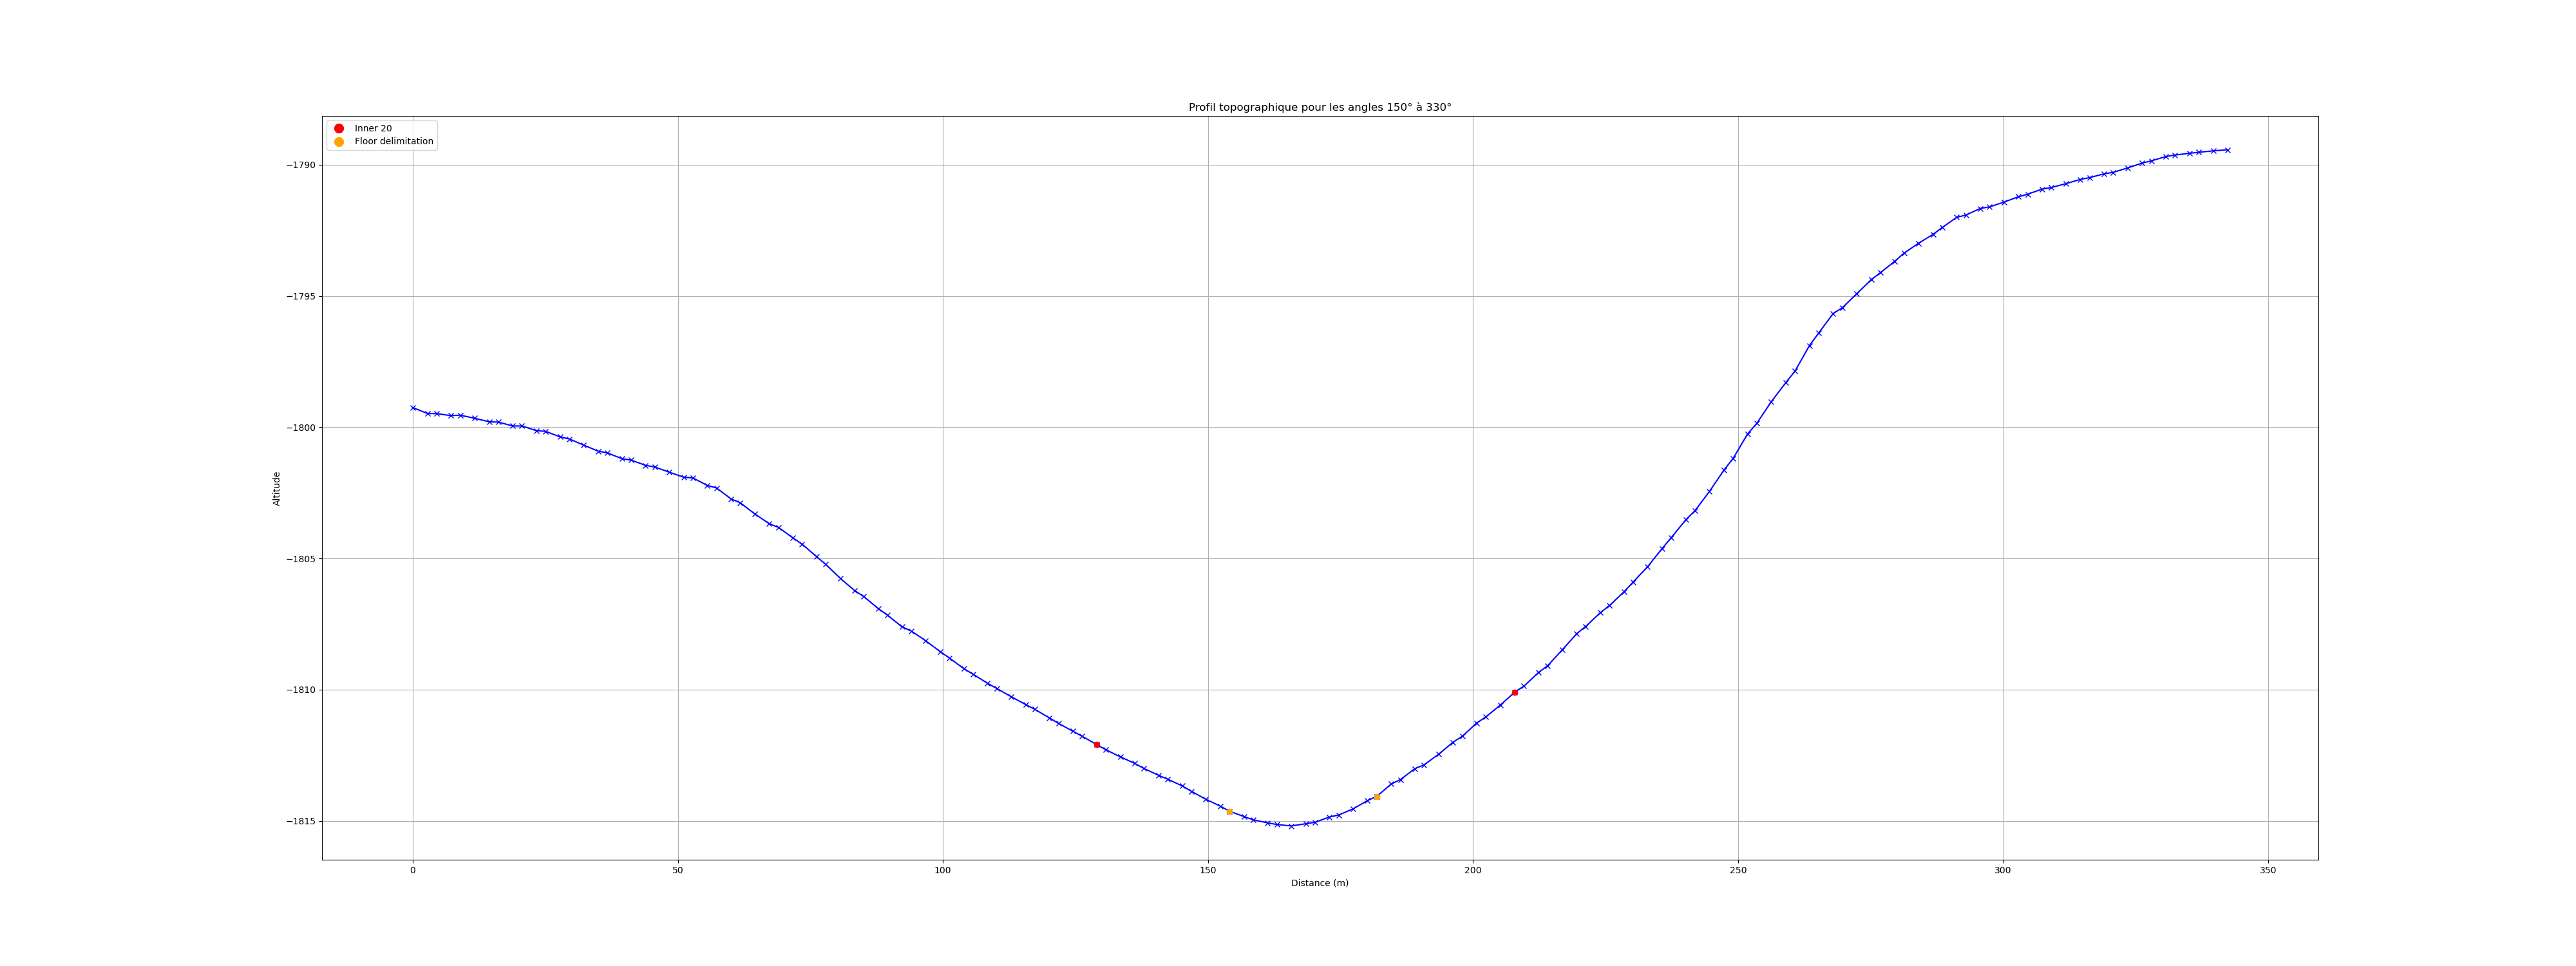 Profil topographique pour les angles 150° à 330°
Inner 20
Floor delimitation
−1790
−1795
−1800
−1805
−1810
−1815
Altitude
0
50
100
150
200
250
300
350
Distance (m)